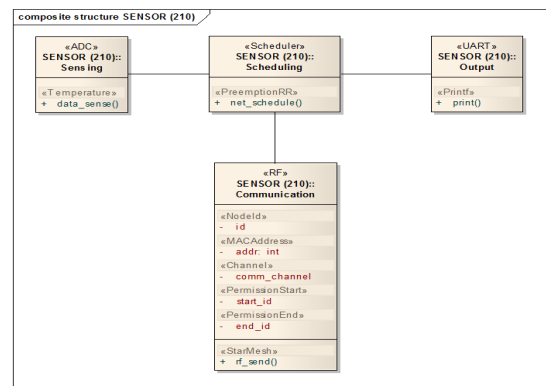 composite structure SENSOR (210)
«ADC»
SENSOR (210)::
Sensing
«Temperature»
+ data_sense()
«Scheduler»
SENSOR (210)::
Scheduling
«PreemptionRR»
+ net_schedule()
«UART»
SENSOR (210)::
Output
«Printf»
+ print()
«RF»
SENSOR (210)::
Communication
«NodeId»
- id
«MACAddress»
- addr: int
«Channel»
- comm_channel
«PermissionStart»
- start_id
«PermissionEnd»
- end_id
«StarMesh»
+ rf_send()